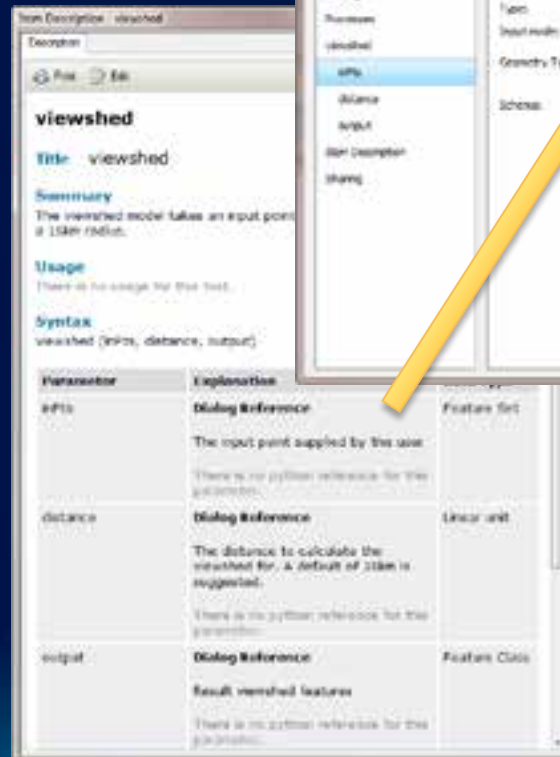 Item Description - viewshed
Description
Print Edit
viewshed
Title viewshed
Summary
The viewshed model takes an input point
a 15km radius.
Usage
There is no usage for this tool.
Syntax
viewshed (inPts, distance, output)
Parameter Explanation
inPts Dialog Reference Feature Set
The input point supplied by the user
There is no python reference for this
parameter.
distance Dialog Reference Linear unit
The distance to calculate the
viewshed for. A default of 15km is
suggested.
There is no python reference for this
parameter.
output Dialog Reference Feature Class
Result viewshed features
There is no python reference for this
parameter.
Processes
viewshed
inPts
distance
output
Item Description
Sharing
Type:
Input mode:
Geometry Ty
Schema: